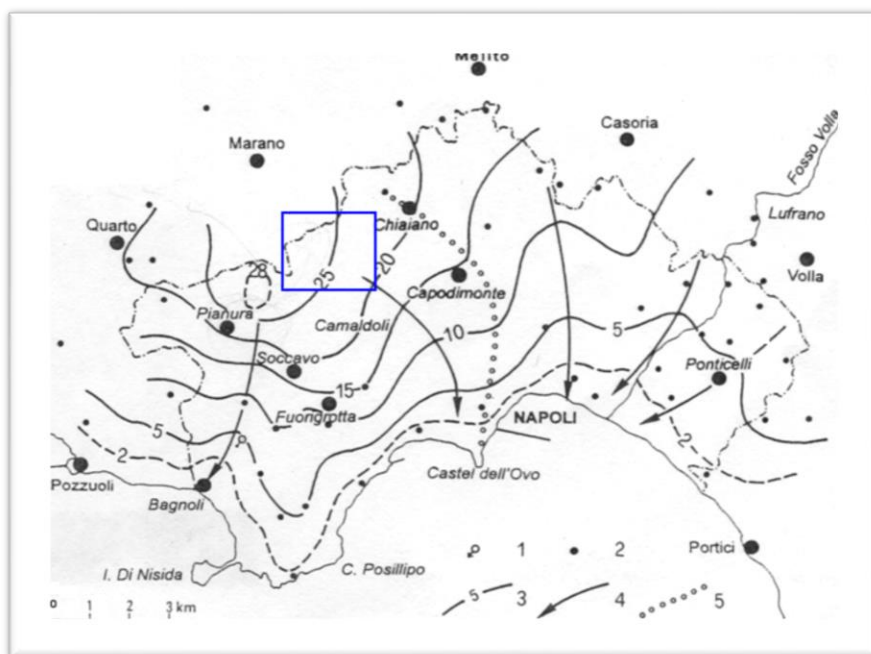 Melito
Casoria
Marano
Fosso Volla
Quarto
Chiaiano
Lufrano
28
25
20
Volla
Capodimonte
Pianura
Camaldoli
10
5
Soccavo
Ponticelli
15
Fuorigrotta
NAPOLI
5
2
2
Castel dell'Ovo
Pozzuoli
Bagnoli
1
2
Portici
C. Posillipo
I. Di Nisida
0 1 2 3 km
5 3
4
5